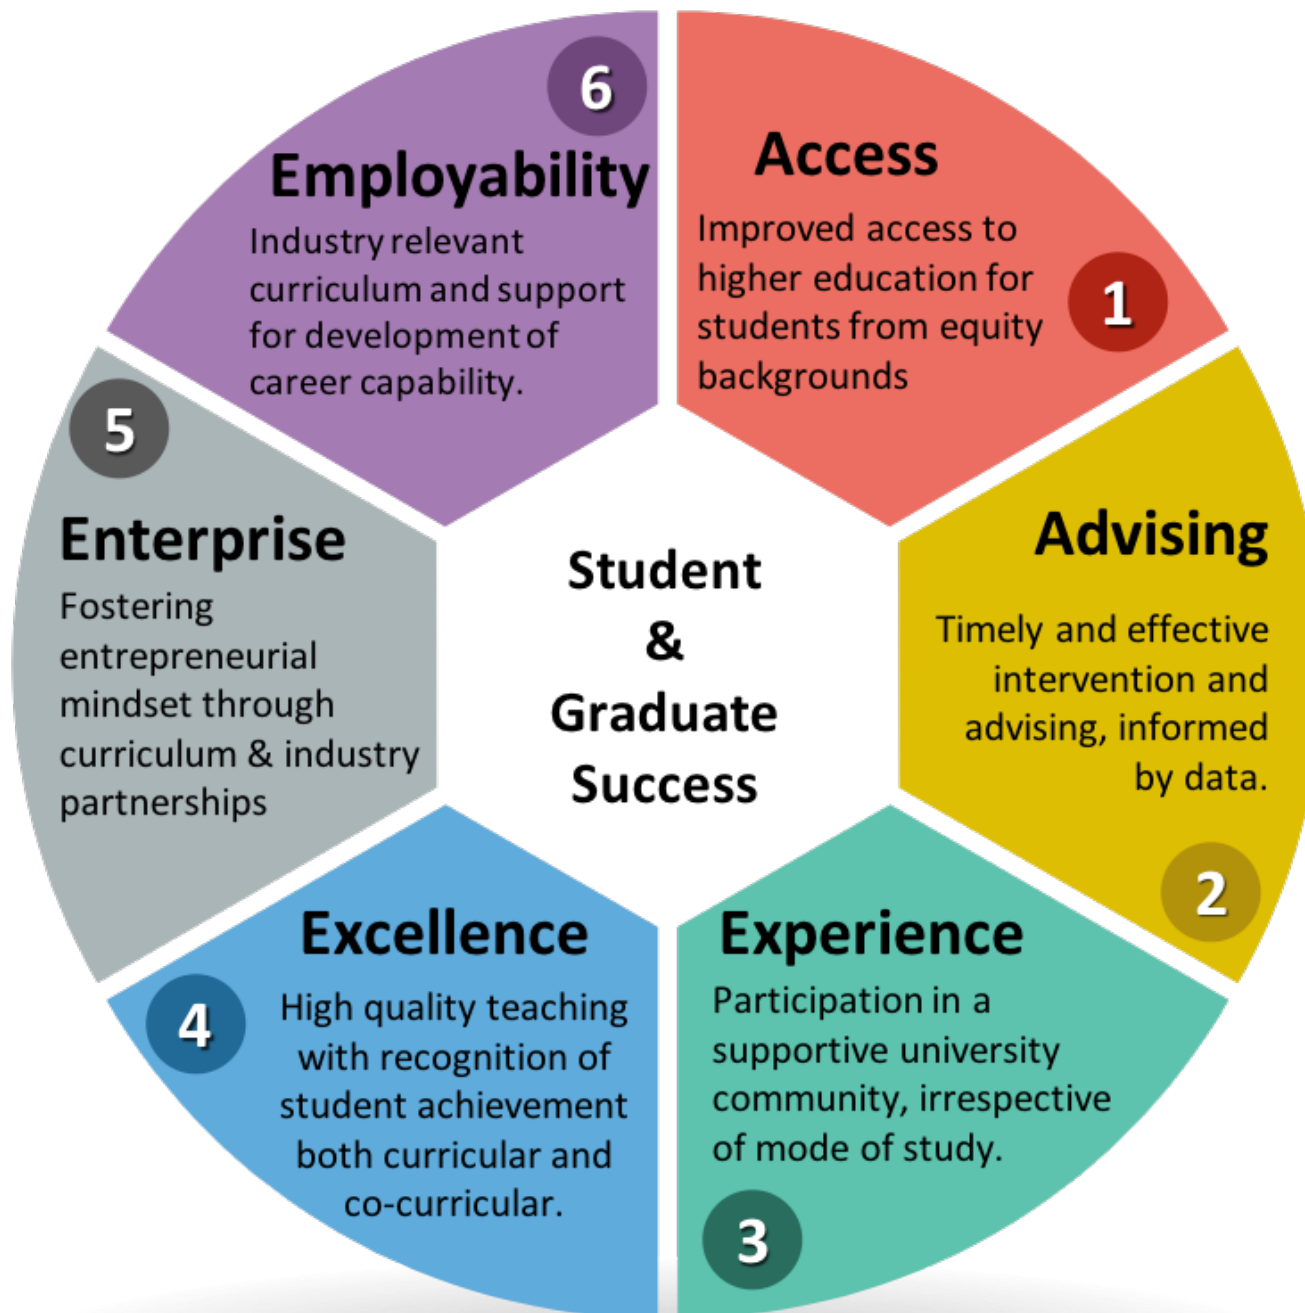 Student
&
Graduate
Success
1
Access
Improved access to
higher education for
students from equity
backgrounds
2
Advising
Timely and effective
intervention and
advising, informed
by data.
3
Experience
Participation in a
supportive university
community, irrespective
of mode of study.
4
Excellence
High quality teaching
with recognition of
student achievement
both curricular and
co-curricular.
5
Enterprise
Fostering
entrepreneurial
mindset through
curriculum & industry
partnerships
6
Employability
Industry relevant
curriculum and support
for development of
career capability.